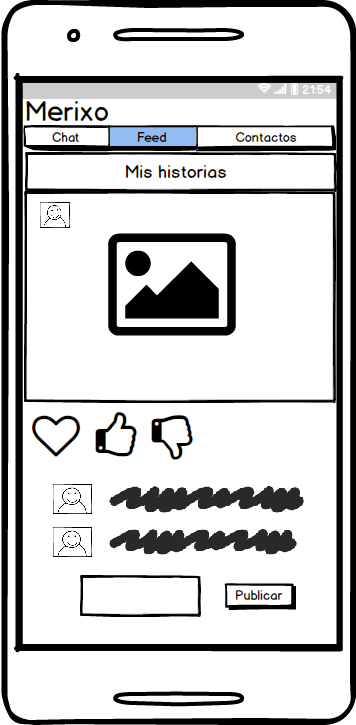 21:54
Merixo
Chat Feed Contactos
Mis historias
Publicar